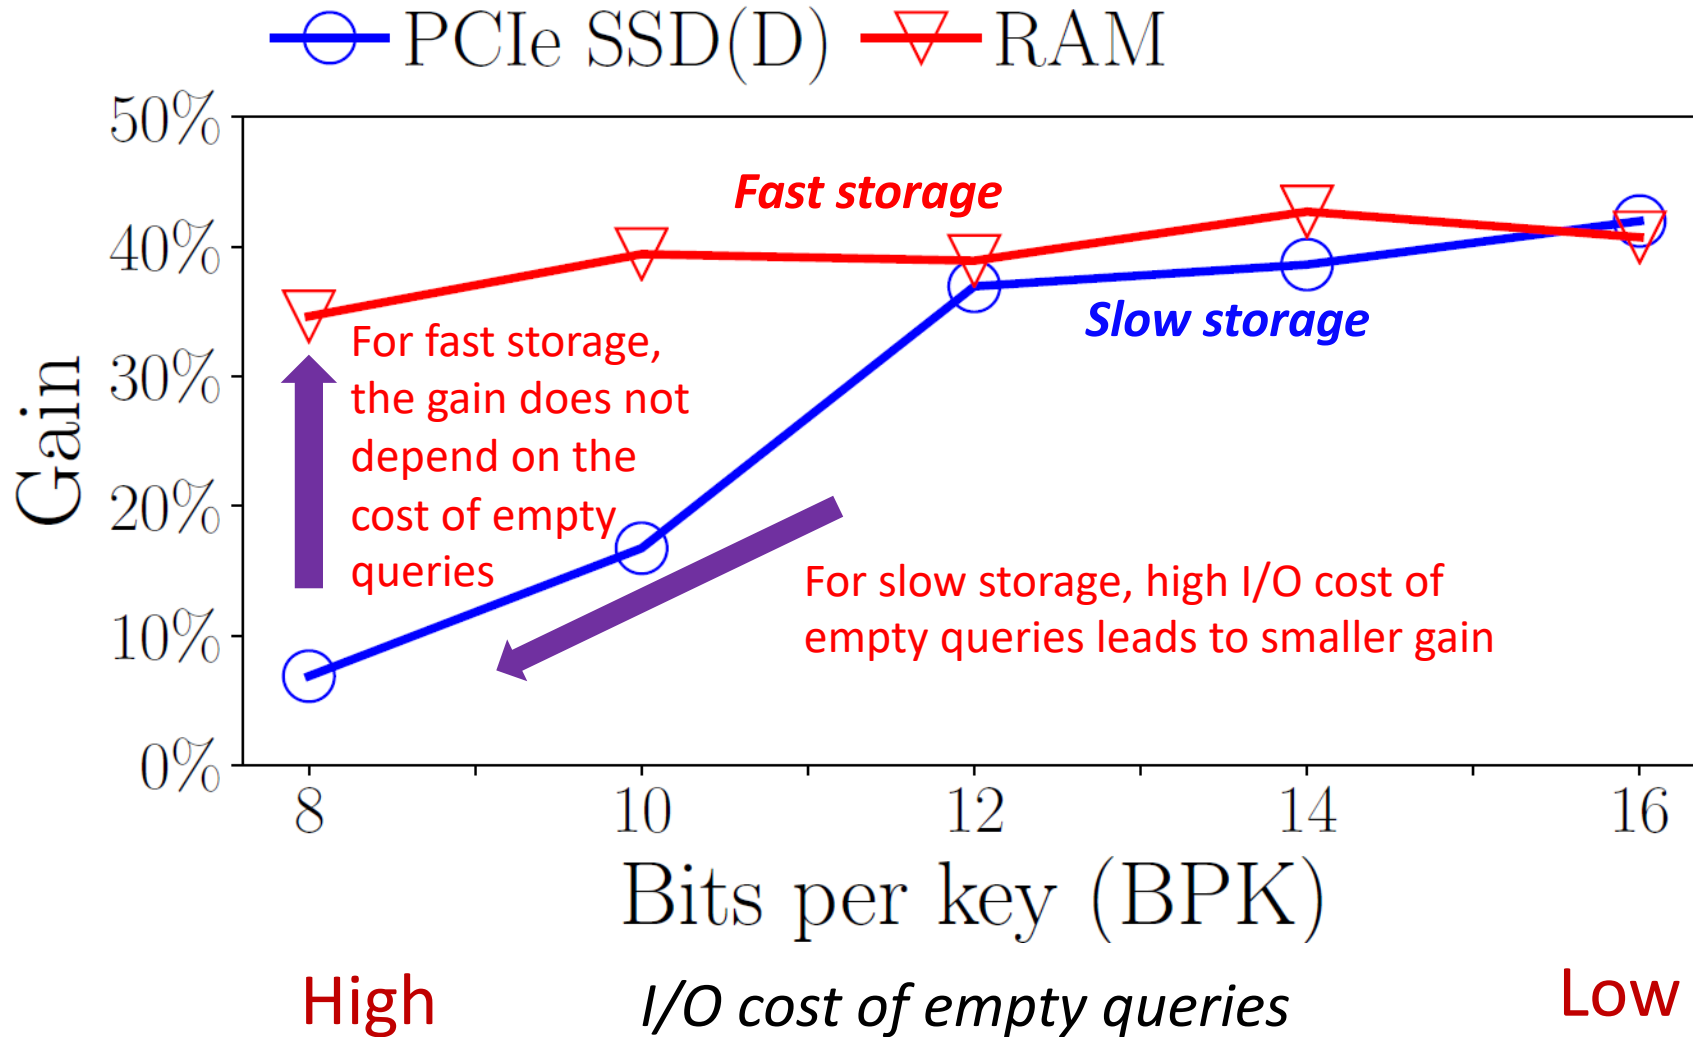 PCIe SSD(D) RAM
50%
40%
30%
20%
10%
0%
Gain
Fast storage
Slow storage
For fast storage,
the gain does not
depend on the
cost of empty
queries
For slow storage, high I/O cost of
empty queries leads to smaller gain
8 10 12 14 16
Bits per key (BPK)
High I/O cost of empty queries Low